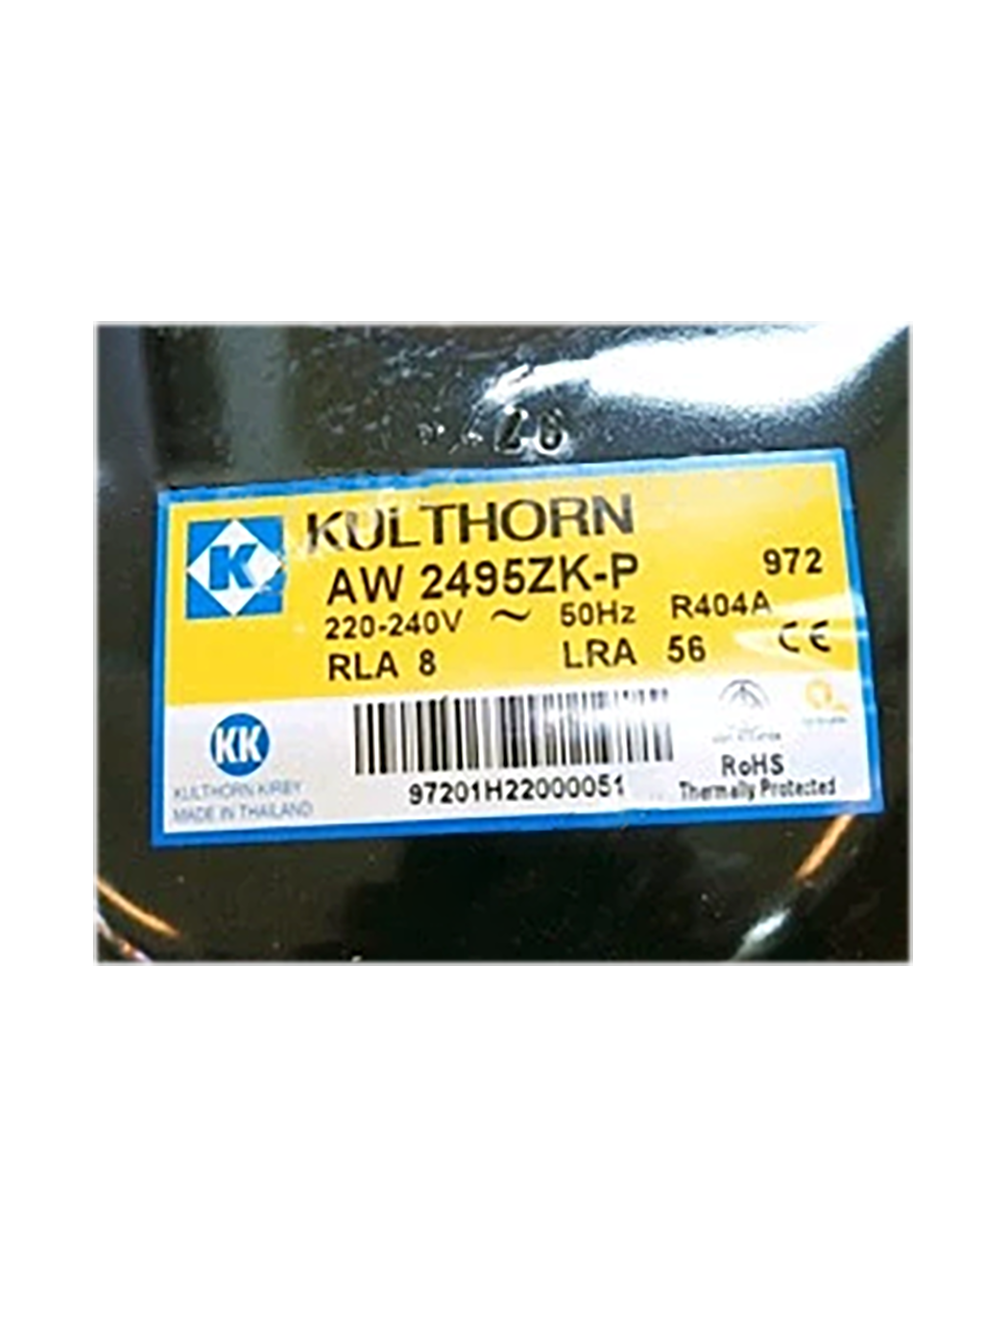 K
KULTHORN
AW 2495ZK-P
972
220-240V ~ 50Hz R404A
RLA 8 LRA 56 CE
KK
KULTHORN KIRBY
MADE IN THAILAND
97201H22000051
RoHS
Thermally Protected